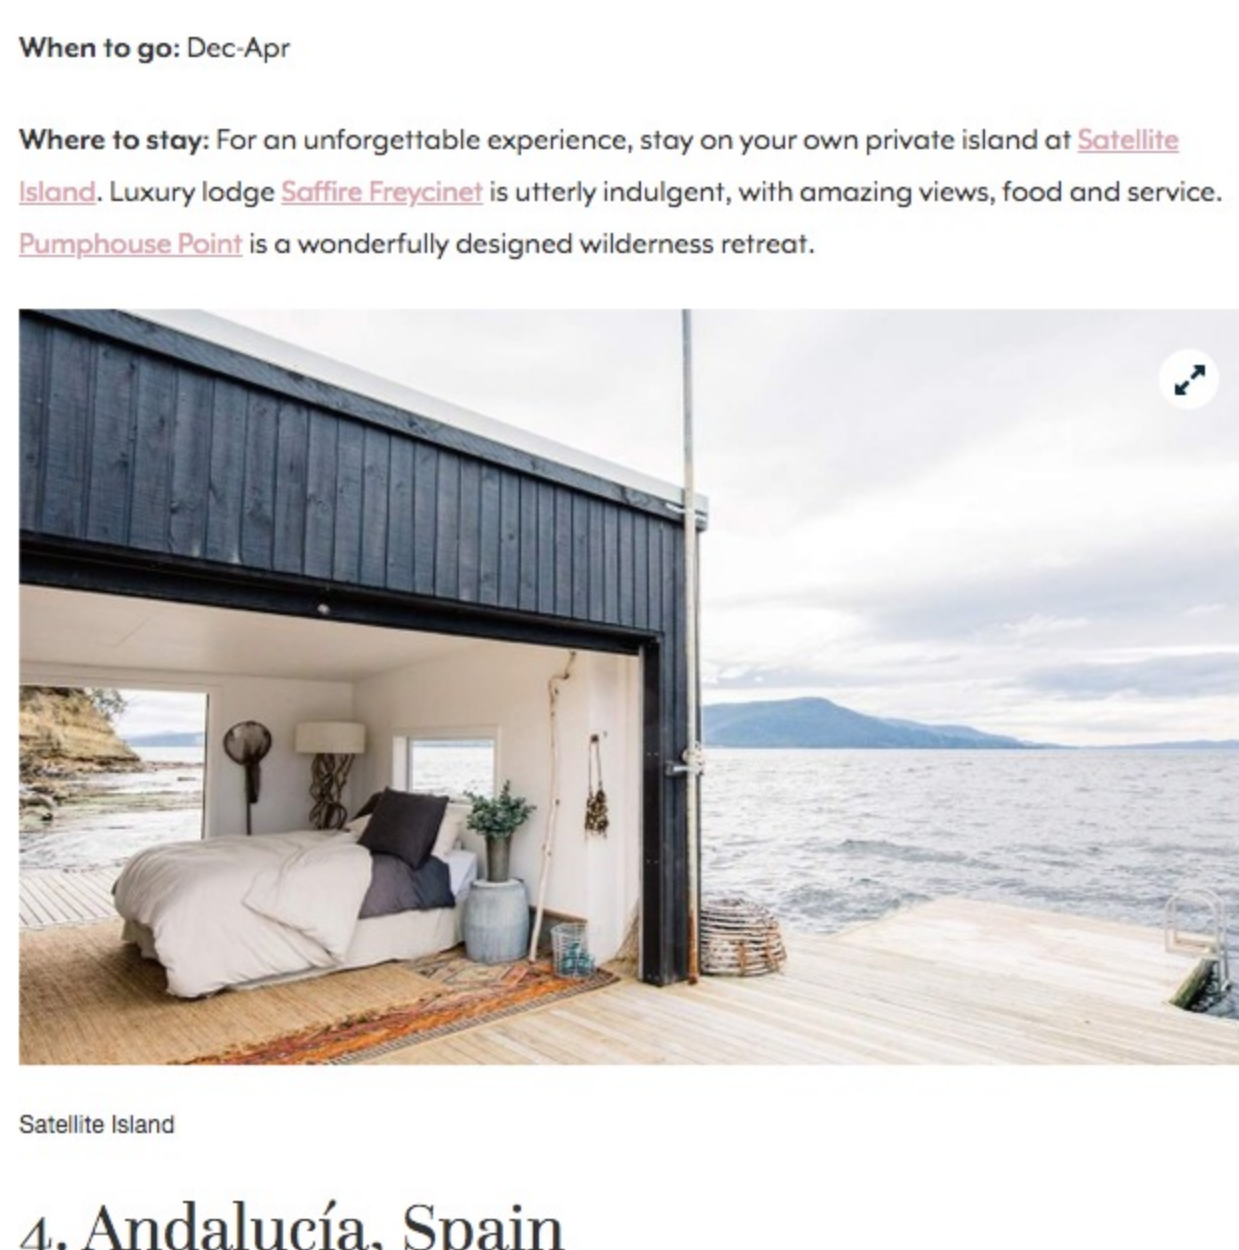 When to go: Dec-Apr
Where to stay: For an unforgettable experience, stay on your own private island at Satellite
Island. Luxury lodge Saffire Freycinet is utterly indulgent, with amazing views, food and service.
Pumphouse Point is a wonderfully designed wilderness retreat.
Satellite Island
4. Andalucía, Spain